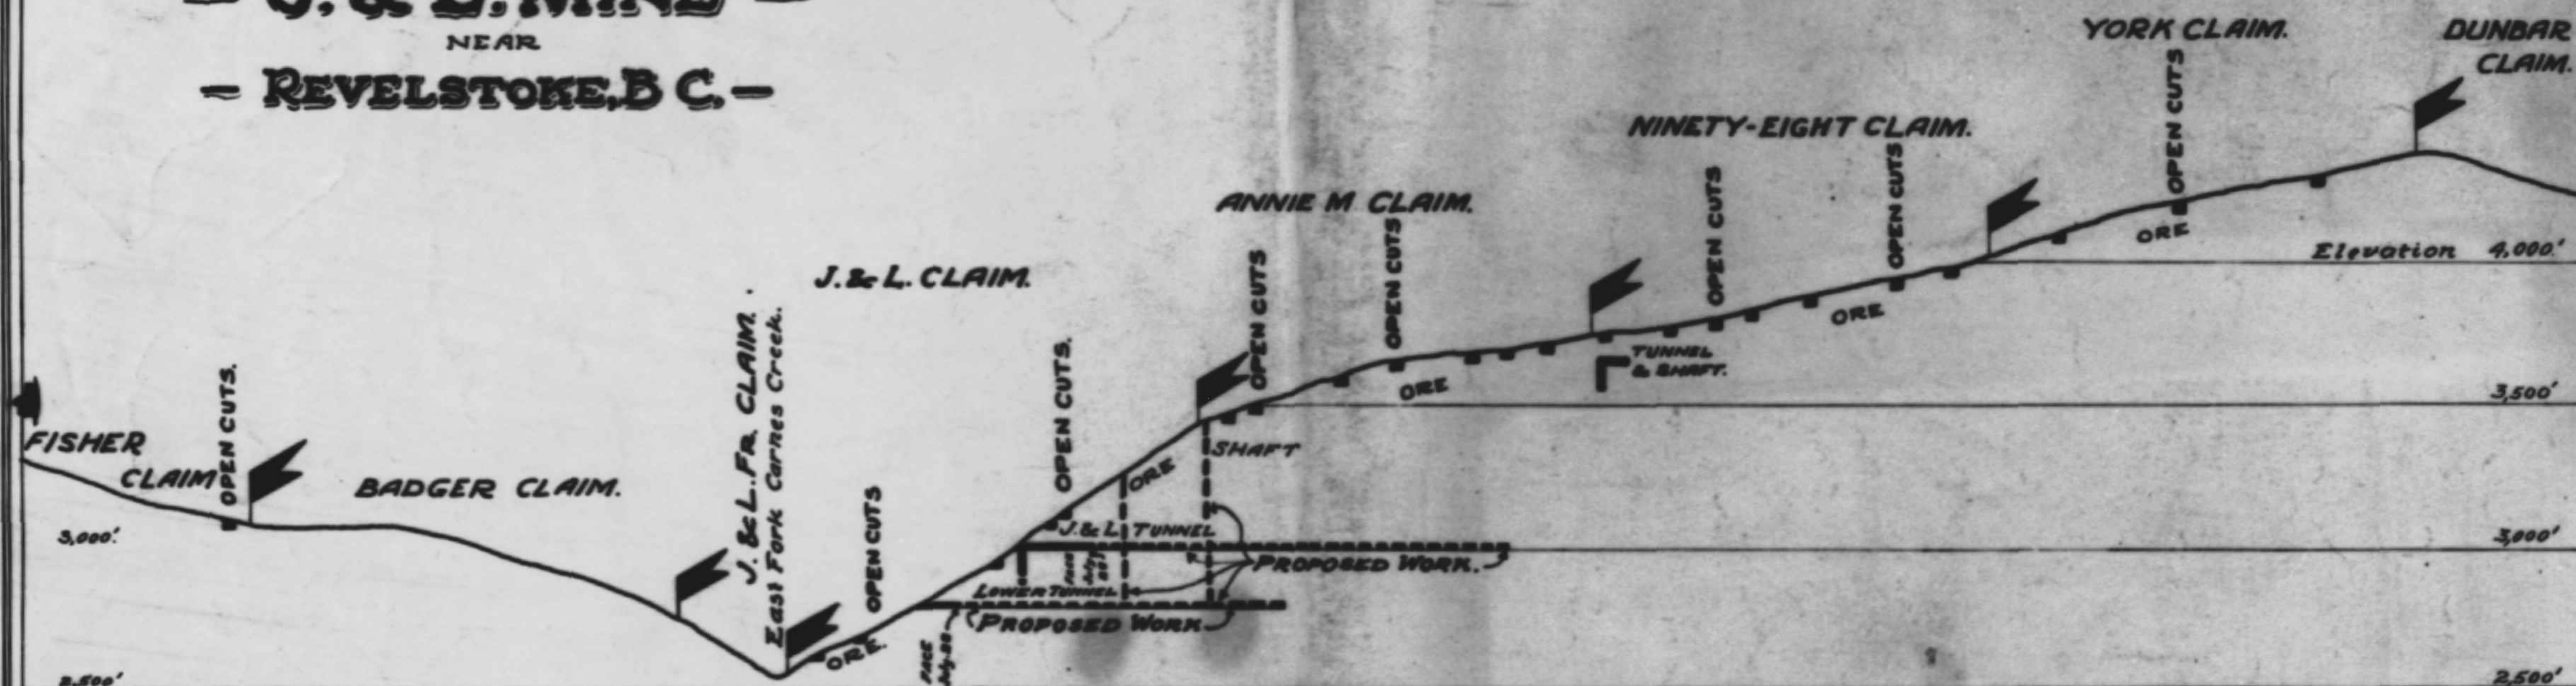 J. & L. MINE
NEAR
REVELSTOKE, B C.
YORK CLAIM.
DUNBAR
CLAIM.
OPEN CUTS
NINETY-EIGHT CLAIM.
OPEN CUTS
OPEN CUTS
ANNIE M CLAIM.
ORE
Elevation 4,000'
OPEN CUTS
OPEN CUTS
J. & L. CLAIM.
ORE
J. & L. FR. CLAIM.
East Fork Carnes Creek.
OPEN CUTS.
TUNNEL
& SHAFT.
ORE
3,500'
OPEN CUTS.
FISHER
CLAIM
BADGER CLAIM.
SHAFT
ORE
OPEN CUTS
J. & L. TUNNEL
3,000'
3,000'
PROPOSED WORK.
LOWER TUNNEL
PROPOSED WORK
ORE.
FACE
2,500'
2,500'